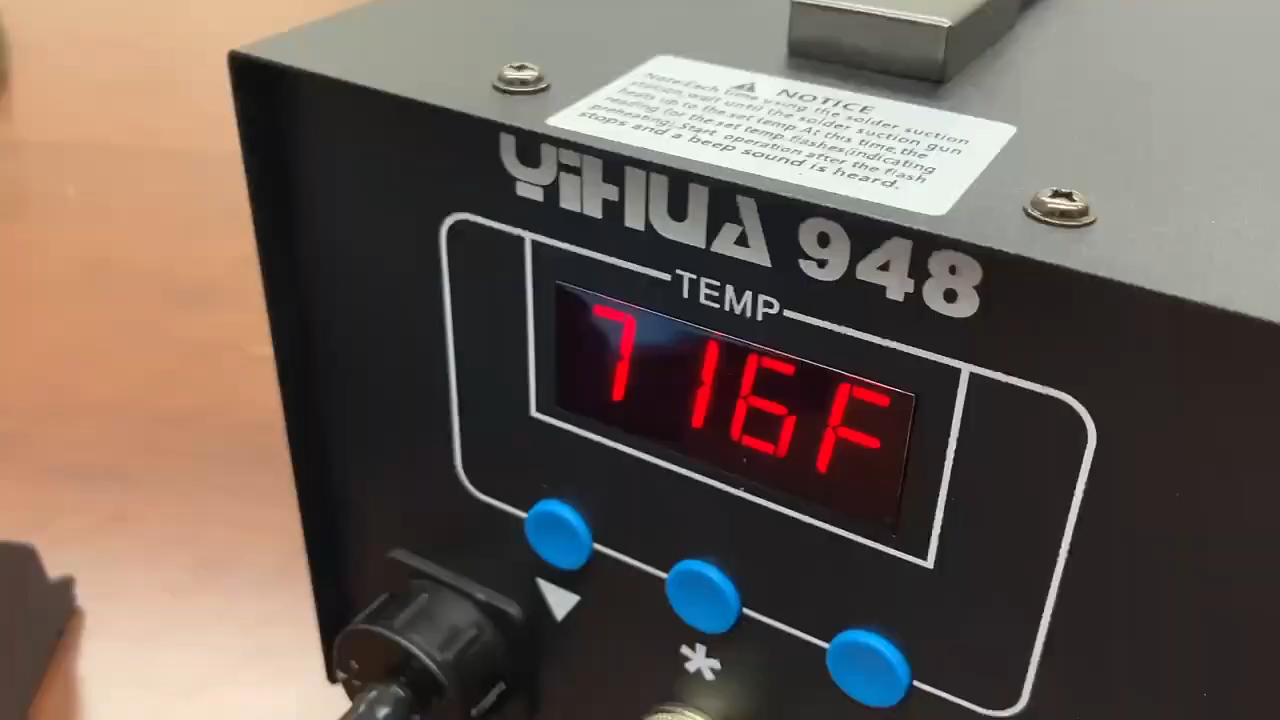 NOTICE
Note:Each time using the solder suction
station,wait until the solder suction gun
heats up to the set temp. At this time,the
reading (or the set temp.)flashes(indicating
preheating). Start operation after the flash
stops and a beep sound is heard.
YIHUA 948
TEMP
716F
*